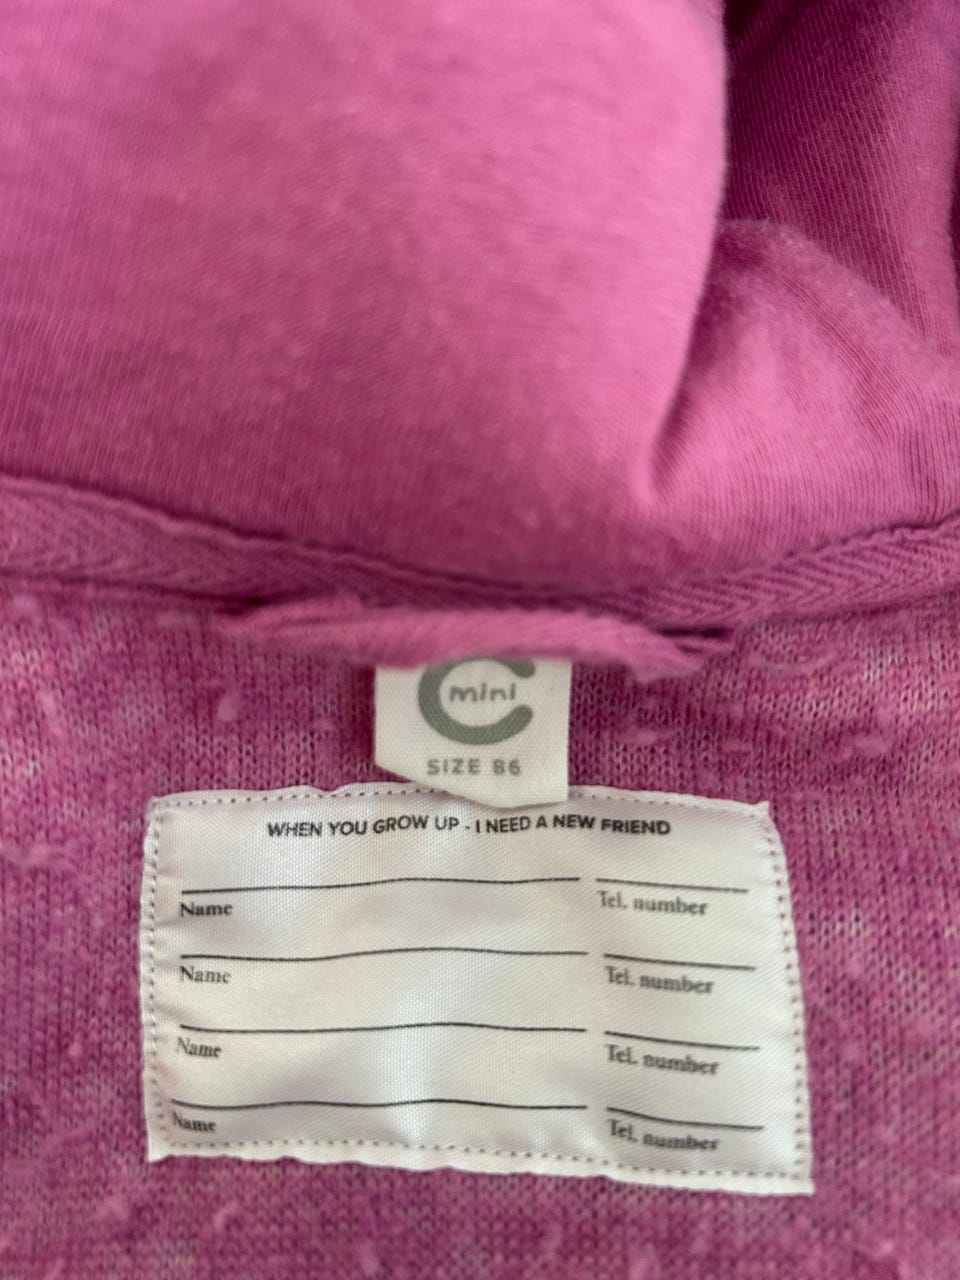 mini
SIZE 86
WHEN YOU GROW UP - I NEED A NEW FRIEND
Name Tel. number
Name Tel. number
Name Tel. number
Name Tel. number